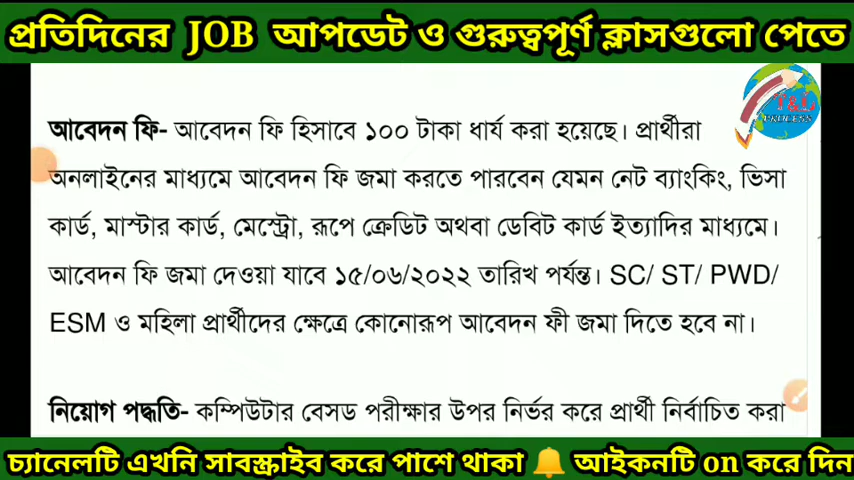 প্রতিদিনের JOB আপডেট ও গুরুত্বপূর্ণ ক্লাসগুলো পেতে
T&L
PROCESS
আবেদন ফি- আবেদন ফি হিসাবে ১০০ টাকা ধার্য করা হয়েছে। প্রার্থীরা
অনলাইনের মাধ্যমে আবেদন ফি জমা করতে পারবেন যেমন নেট ব্যাংকিং, ভিসা
কার্ড, মাস্টার কার্ড, মেস্ট্রো, রূপে ক্রেডিট অথবা ডেবিট কার্ড ইত্যাদির মাধ্যমে।
আবেদন ফি জমা দেওয়া যাবে ১৫/০৬/২০২২ তারিখ পর্যন্ত। SC/ ST/ PWD/
ESM ও মহিলা প্রার্থীদের ক্ষেত্রে কোনোরূপ আবেদন ফী জমা দিতে হবে না।
নিয়োগ পদ্ধতি- কম্পিউটার বেসড পরীক্ষার উপর নির্ভর করে প্রার্থী নির্বাচিত করা
চ্যানেলটি এখনি সাবস্ক্রাইব করে পাশে থাকা 🔔 আইকনটি on করে দিন